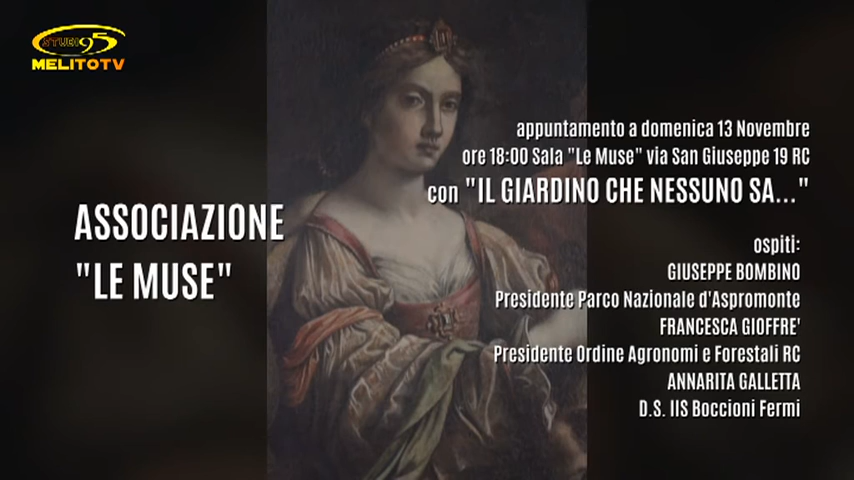 STUDIO95
MELITOTV
ASSOCIAZIONE
"LE MUSE"
appuntamento a domenica 13 Novembre
ore 18:00 Sala "Le Muse" via San Giuseppe 19 RC
con "IL GIARDINO CHE NESSUNO SA..."
ospiti:
GIUSEPPE BOMBINO
Presidente Parco Nazionale d'Aspromonte
FRANCESCA GIOFFRE'
Presidente Ordine Agronomi e Forestali RC
ANNARITA GALLETTA
D.S. IIS Boccioni Fermi